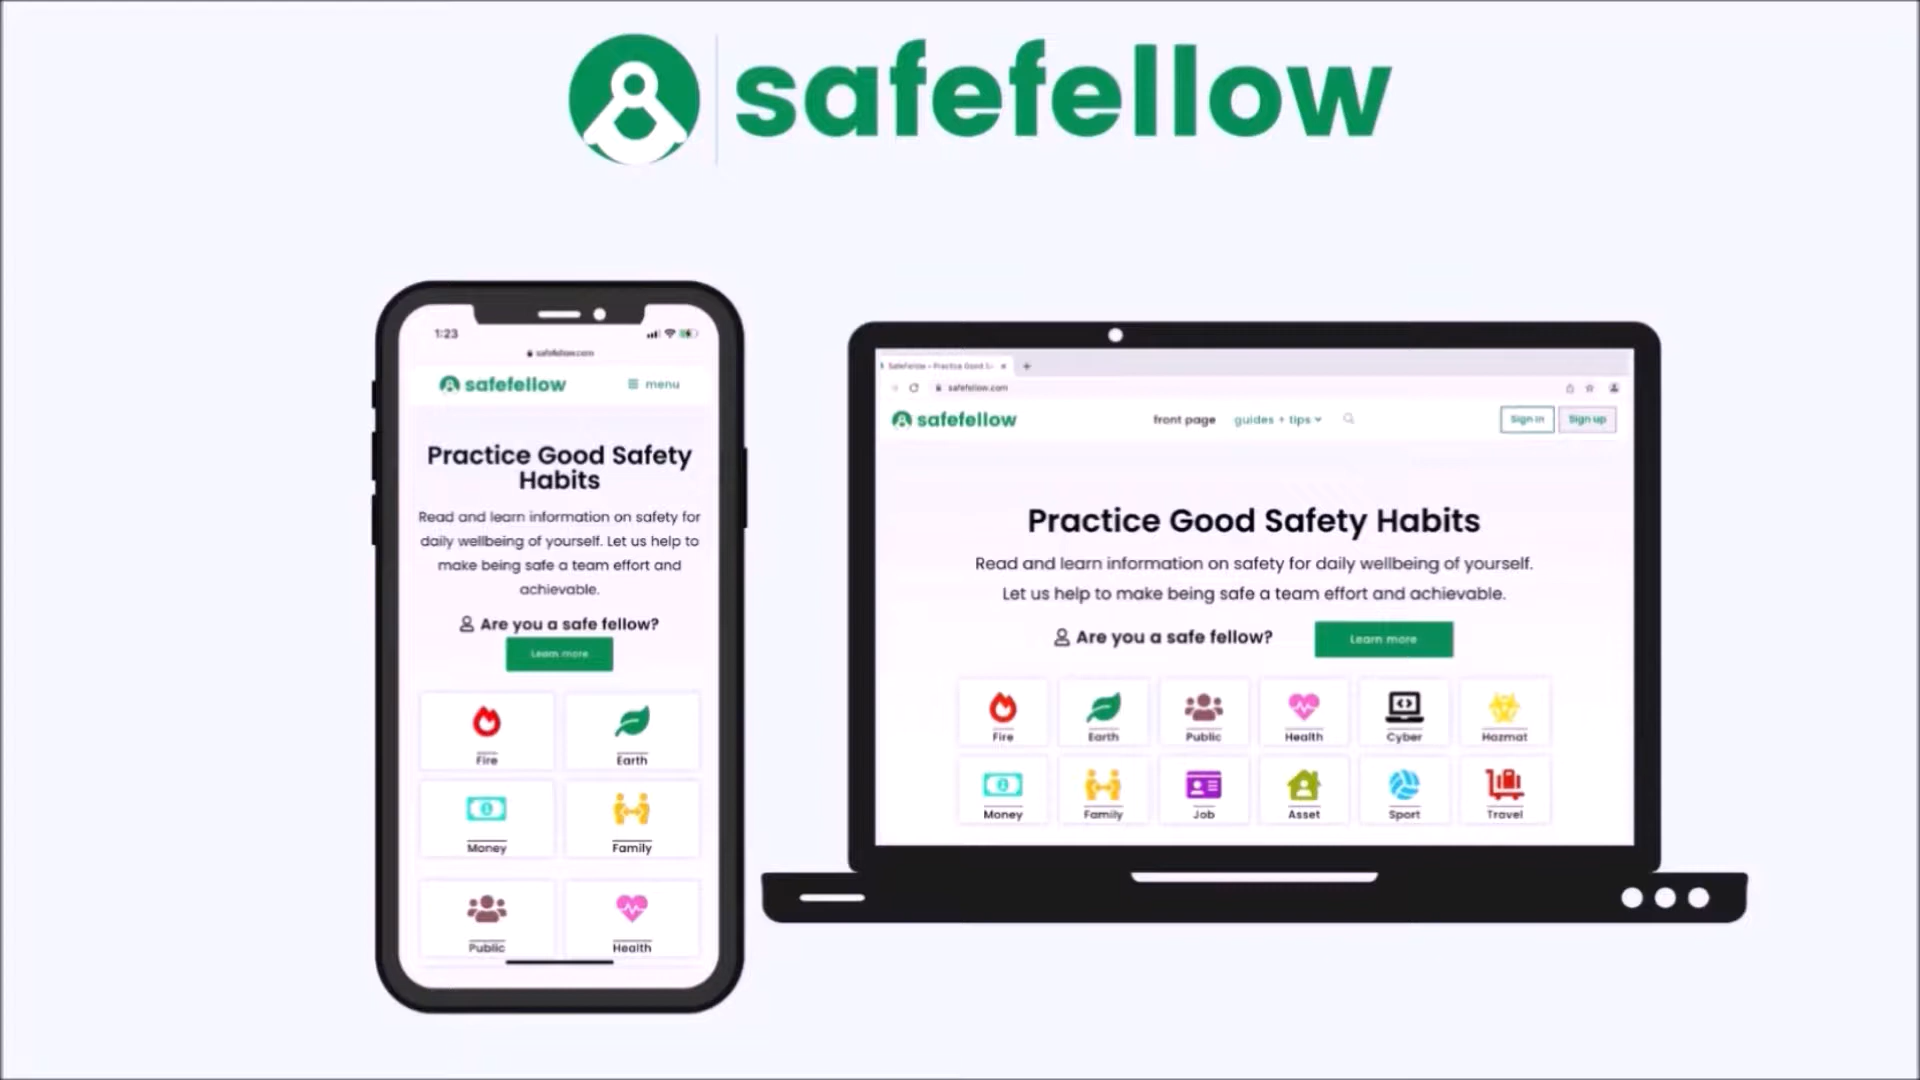 safefellow
1:23
safefellow.com
safefellow
menu
Practice Good Safety
Habits
Read and learn information on safety for
daily wellbeing of yourself. Let us help to
make being safe a team effort and
achievable.
Are you a safe fellow?
Learn more
Fire
Earth
Money
Family
Public
Health
SafeFellow - Practice Good S
safefellow.com
safefellow
front page
guides + tips
Sign in
Sign up
Practice Good Safety Habits
Read and learn information on safety for daily wellbeing of yourself.
Let us help to make being safe a team effort and achievable.
Are you a safe fellow?
Learn more
Fire
Earth
Public
Health
Cyber
Hazmat
Money
Family
Job
Asset
Sport
Travel